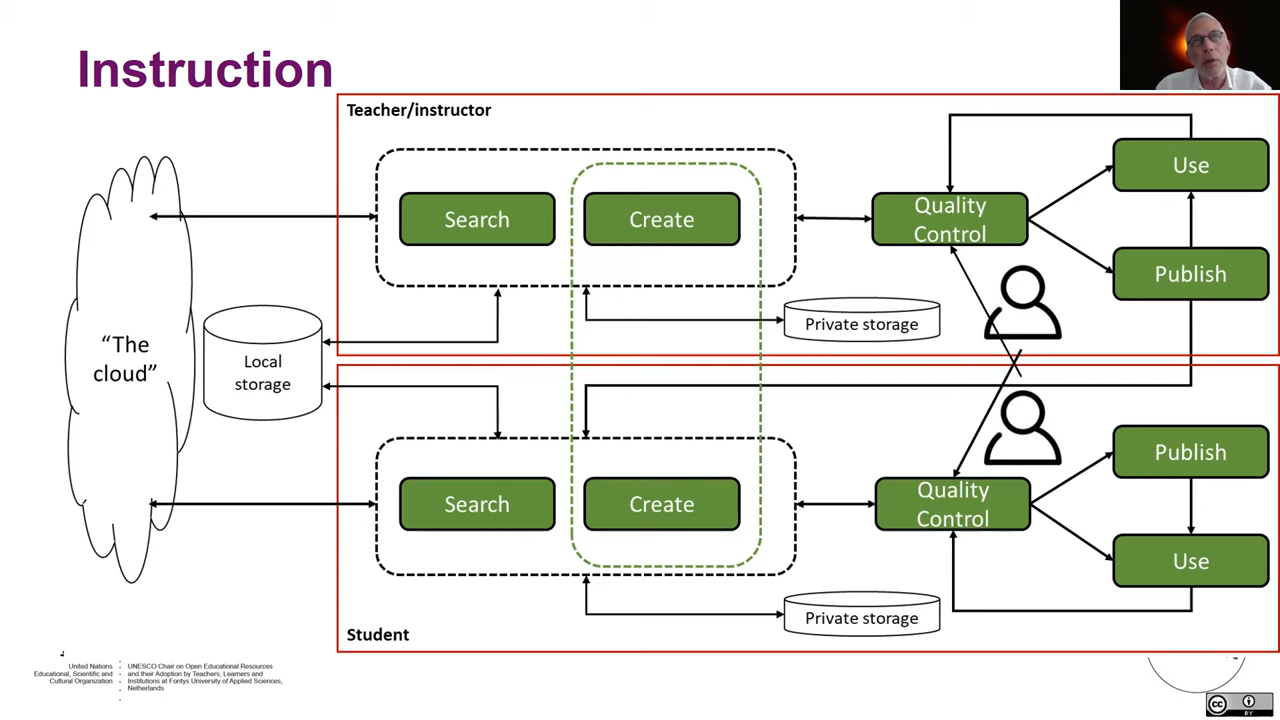 Instruction
Teacher/instructor
Search
Create
Quality
Control
Use
Publish
Private storage
“The
cloud”
Local
storage
Search
Create
Quality
Control
Publish
Use
Private storage
Student
United Nations
Educational, Scientific and
Cultural Organization
UNESCO Chair on Open Educational Resources
and their Adoption by Teachers, Learners and
Institutions at Fontys University of Applied Sciences,
Netherlands
cc
BY